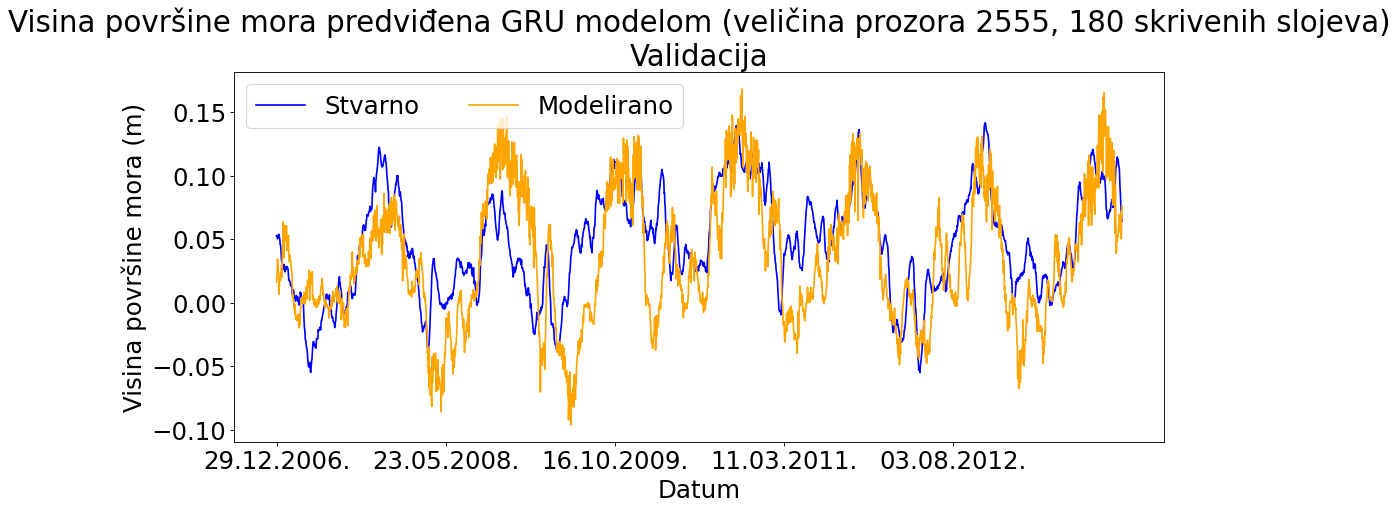 Visina površine mora predviđena GRU modelom (veličina prozora 2555, 180 skrivenih slojeva)
Validacija
Stvarno
Modelirano
Visina površine mora (m)
0.15
0.10
0.05
0.00
−0.05
−0.10
29.12.2006.
23.05.2008.
16.10.2009.
11.03.2011.
03.08.2012.
Datum